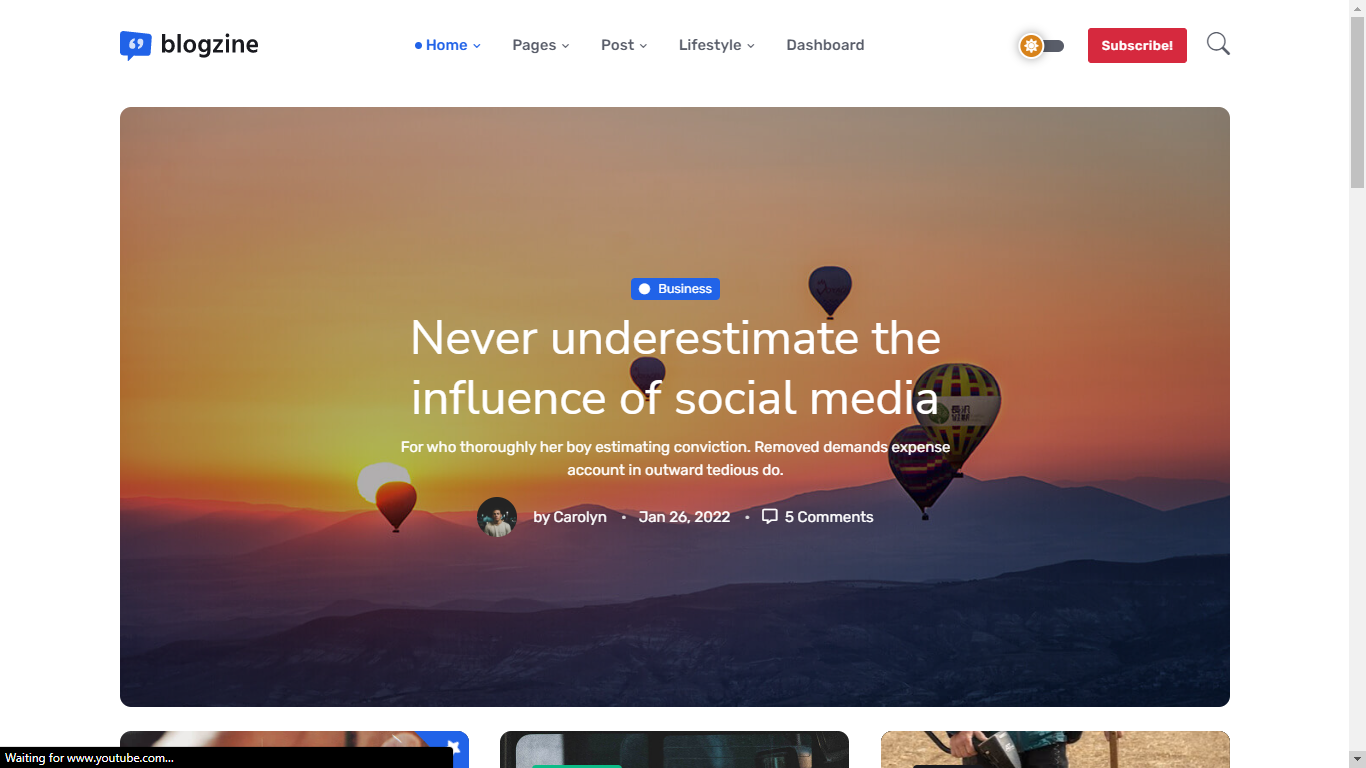 blogzine
Home
Pages
Post
Lifestyle
Dashboard
Subscribe!
Business
Never underestimate the
influence of social media
For who thoroughly her boy estimating conviction. Removed demands expense
account in outward tedious do.
by Carolyn • Jan 26, 2022 • 5 Comments
Waiting for www.youtube.com...